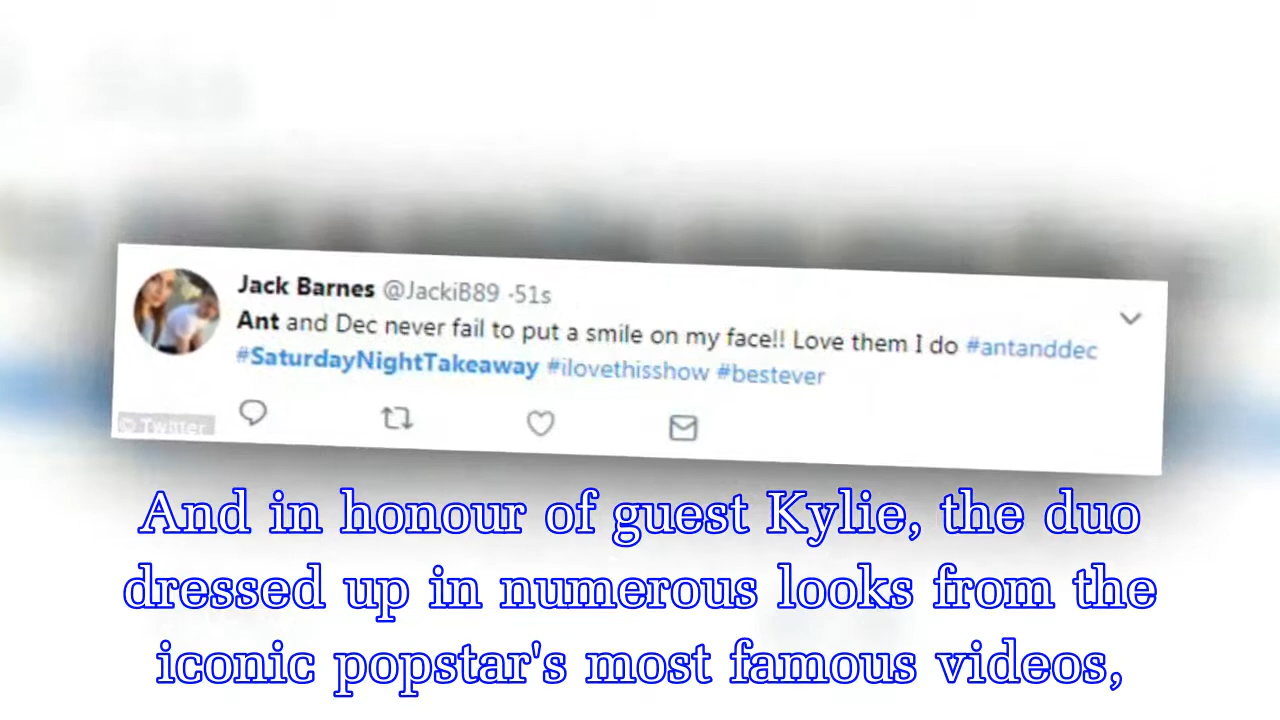 Jack Barnes @JackiB89 ·51s
Ant and Dec never fail to put a smile on my face!! Love them I do #antanddec
#SaturdayNightTakeaway #ilovethisshow #bestever
© Twitter
And in honour of guest Kylie, the duo
dressed up in numerous looks from the
iconic popstar's most famous videos,